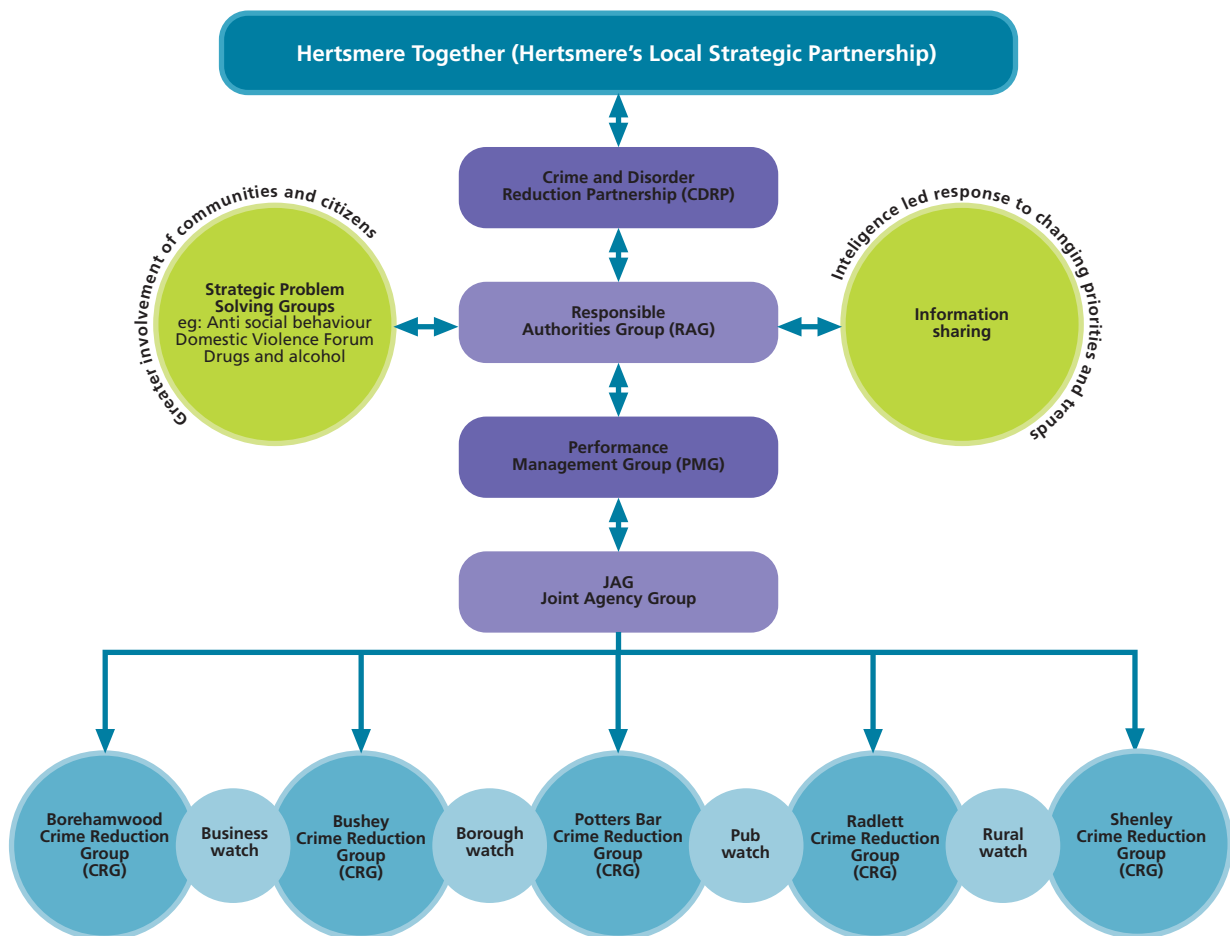 Hertsmere Together (Hertsmere’s Local Strategic Partnership)
Crime and Disorder
Reduction Partnership (CDRP)
Greater involvement of communities and citizens
Strategic Problem
Solving Groups
eg: Anti social behaviour
Domestic Violence Forum
Drugs and alcohol
Responsible
Authorities Group (RAG)
Inteligence led response to changing priorities and trends
Information
sharing
Performance
Management Group (PMG)
JAG
Joint Agency Group
Borehamwood
Crime Reduction
Group
(CRG)
Business
watch
Bushey
Crime Reduction
Group
(CRG)
Borough
watch
Potters Bar
Crime Reduction
Group
(CRG)
Pub
watch
Radlett
Crime Reduction
Group
(CRG)
Rural
watch
Shenley
Crime Reduction
Group
(CRG)